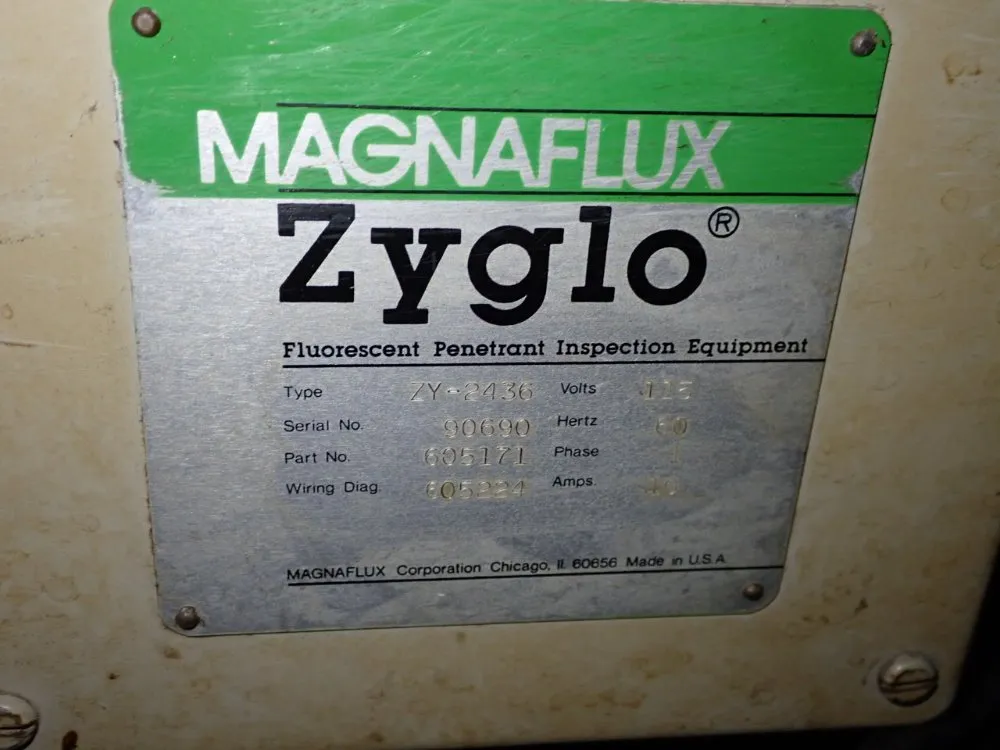 MAGNAFLUX
Zyglo®
Fluorescent Penetrant Inspection Equipment
Type ZY-2436 Volts 115
Serial No. 90690 Hertz 60
Part No. 605171 Phase 1
Wiring Diag. 605224 Amps.
MAGNAFLUX Corporation Chicago, IL 60656 Made in U.S.A.